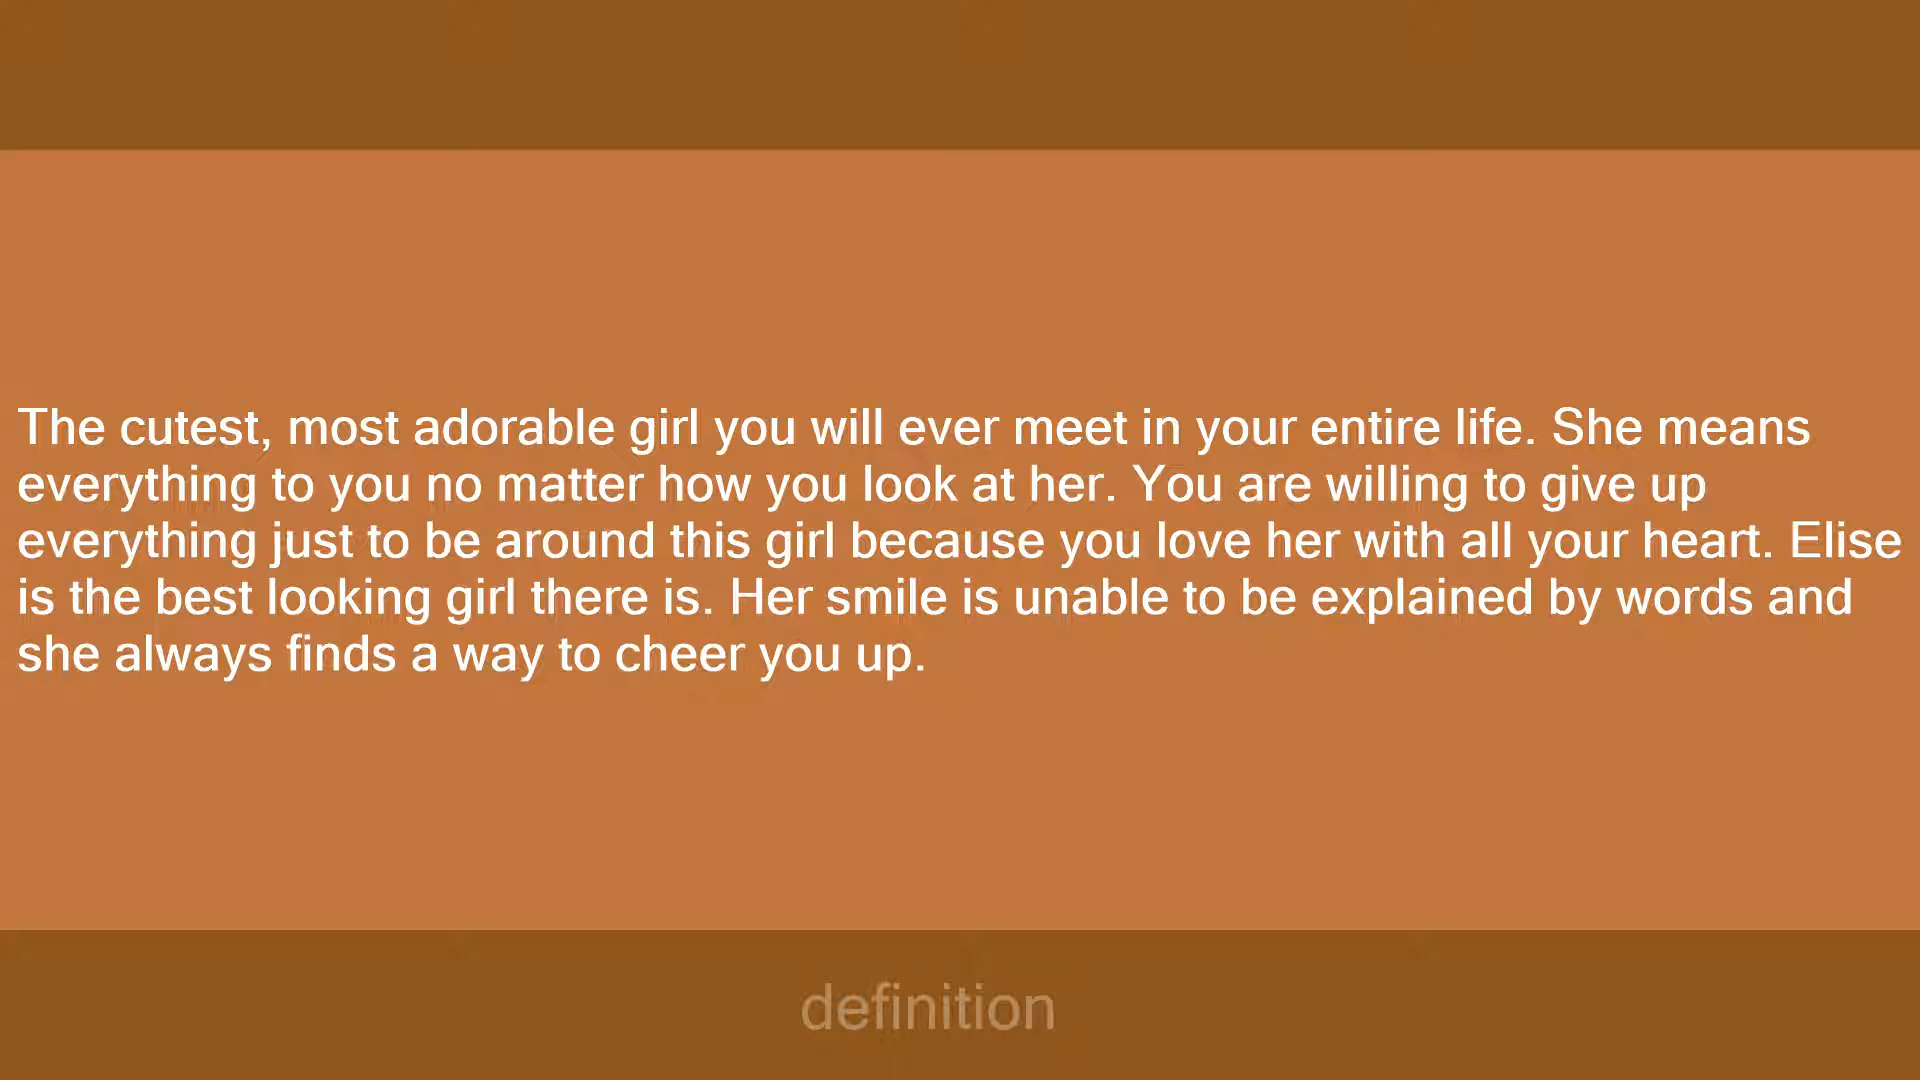 The cutest, most adorable girl you will ever meet in your entire life. She means
everything to you no matter how you look at her. You are willing to give up
everything just to be around this girl because you love her with all your heart. Elise
is the best looking girl there is. Her smile is unable to be explained by words and
she always finds a way to cheer you up.
definition